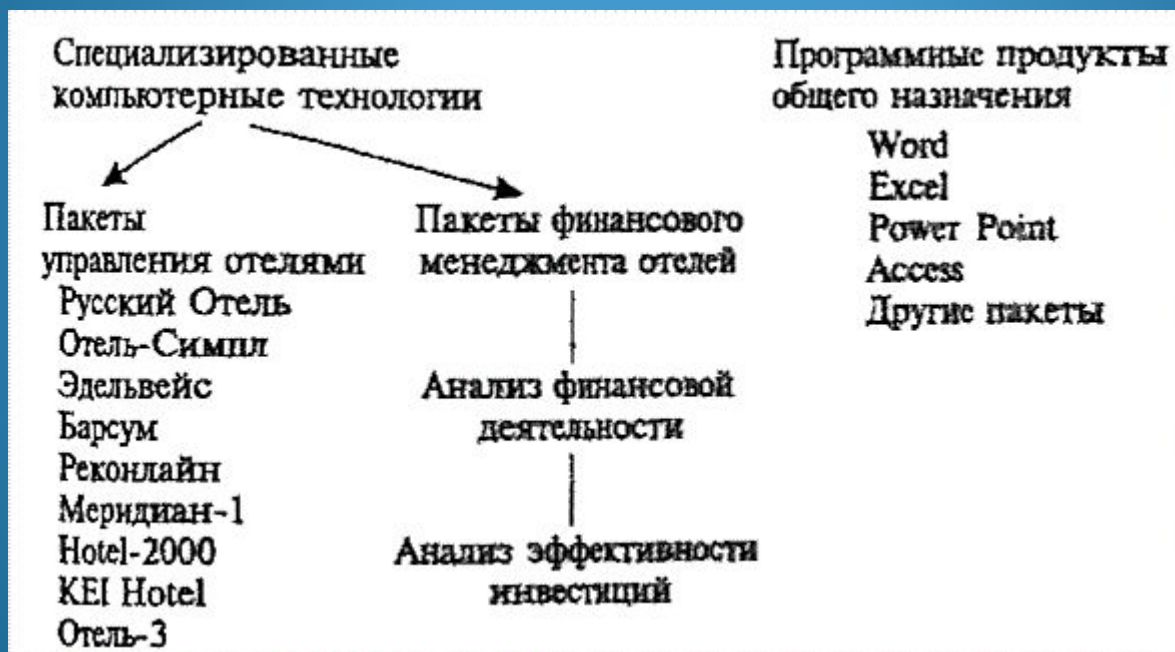 Специализированные
компьютерные технологии
Пакеты
управления отелями
Русский Отель
Отель-Симпл
Эдельвейс
Барсум
Реконлайн
Меридиан-1
Hotel-2000
KEI Hotel
Отель-3
Пакеты финансового
менеджмента отелей
Анализ финансовой
деятельности
Анализ эффективности
инвестиций
Программные продукты
общего назначения
Word
Excel
Power Point
Access
Другие пакеты